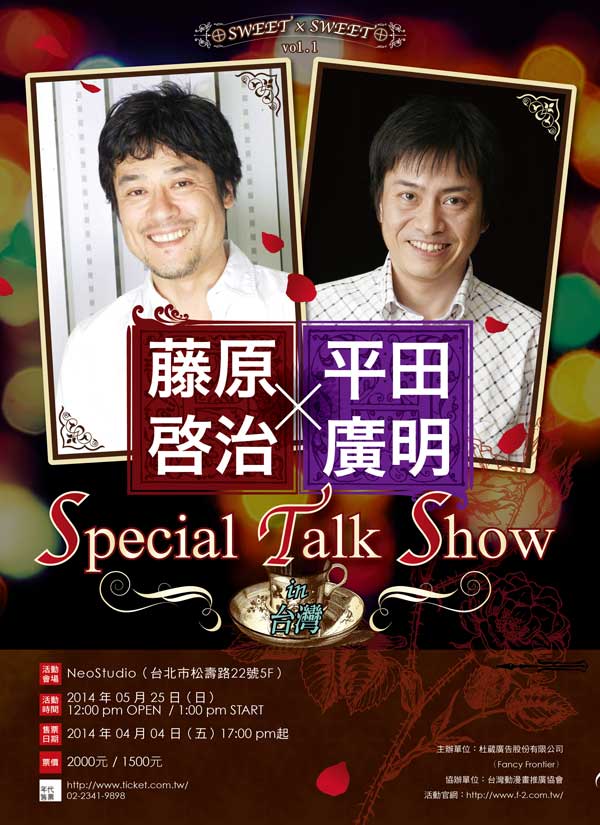 SWEET × SWEET
vol.1
藤原
啓治
×
平田
廣明
Special Talk Show
in
台灣
活動會場 NeoStudio（台北市松壽路22號5F）
活動時間 2014 年 05 月 25 日（日）
12:00 pm OPEN / 1:00 pm START
售票日期 2014 年 04 月 04 日（五）17:00 pm起
票價 2000元 / 1500元
年代售票 http://www.ticket.com.tw/
02-2341-9898
主辦單位：杜葳廣告股份有限公司
（Fancy Frontier）
協辦單位：台灣動漫畫推廣協會
活動官網：http://www.f-2.com.tw/